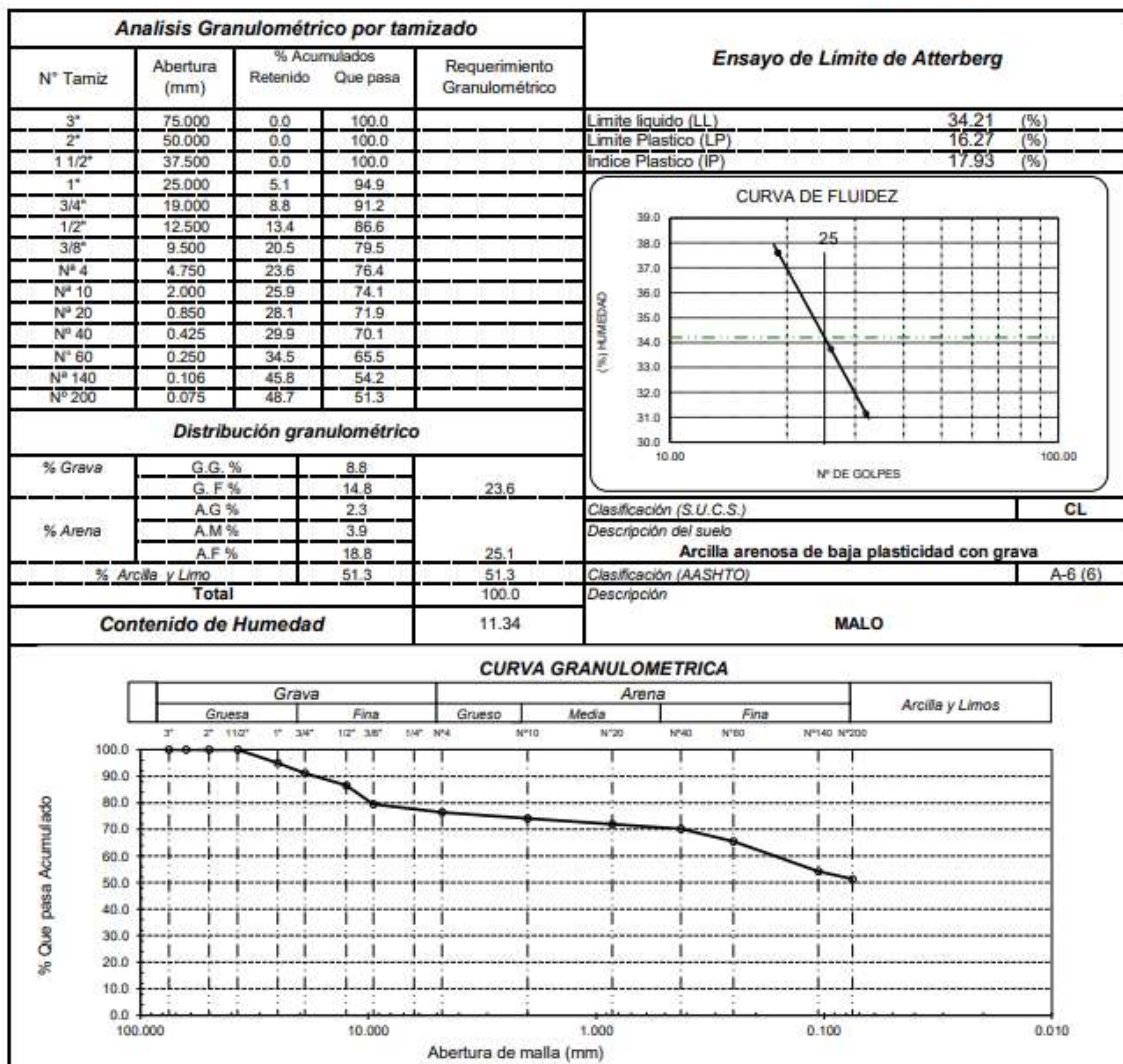 Analisis Granulométrico por tamizado
N° Tamiz Abertura (mm) % Acumulados Retenido Que pasa Requerimiento Granulométrico
3" 75.000 0.0 100.0
2" 50.000 0.0 100.0
1 1/2" 37.500 0.0 100.0
1" 25.000 5.1 94.9
3/4" 19.000 8.8 91.2
1/2" 12.500 13.4 86.6
3/8" 9.500 20.5 79.5
Nª 4 4.750 23.6 76.4
Nª 10 2.000 25.9 74.1
Nª 20 0.850 28.1 71.9
Nº 40 0.425 29.9 70.1
N° 60 0.250 34.5 65.5
Nª 140 0.106 45.8 54.2
Nº 200 0.075 48.7 51.3
Distribución granulométrico
% Grava G.G. % 8.8
G. F % 14.8 23.6
A.G % 2.3
% Arena A.M % 3.9
A.F % 18.8 25.1
% Arcilla y Limo 51.3 51.3
Total 100.0
Contenido de Humedad 11.34
Ensayo de Límite de Atterberg
Limite liquido (LL) 34.21 (%)
Limite Plastico (LP) 16.27 (%)
Indice Plastico (IP) 17.93 (%)
CURVA DE FLUIDEZ
39.0
25
38.0
37.0
36.0
35.0
34.0
33.0
32.0
31.0
30.0
(%) HUMEDAD
10.00 100.00
Nº DE GOLPES
Clasificación (S.U.C.S.) CL
Descripción del suelo
Arcilla arenosa de baja plasticidad con grava
Clasificación (AASHTO) A-6 (6)
Descripción
MALO
CURVA GRANULOMETRICA
Grava Arena Arcilla y Limos
Gruesa Fina Grueso Media Fina
3" 2" 11/2" 1" 3/4" 1/2" 3/8" 1/4" N°4 N°10 N°20 N°40 N°60 N°140 N°200
100.0
90.0
80.0
70.0
60.0
50.0
40.0
30.0
20.0
10.0
0.0
% Que pasa Acumulado
100.000 10.000 1.000 0.100 0.010
Abertura de malla (mm)